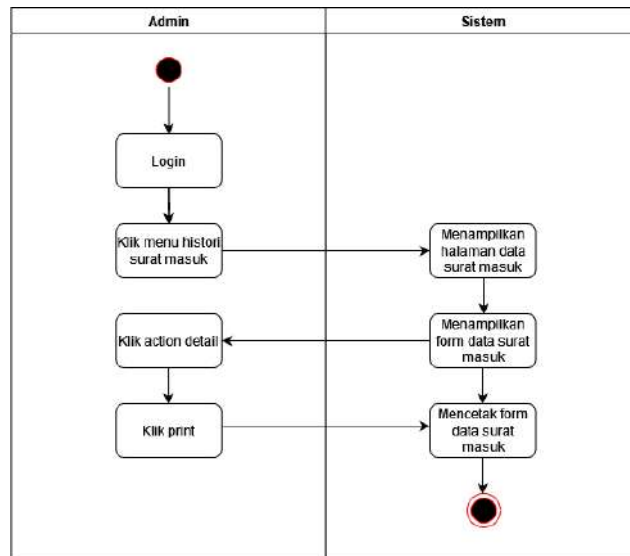 Admin
Sistem
Login
Klik menu histori
surat masuk
Menampilkan
halaman data
surat masuk
Klik action detail
Menampilkan
form data surat
masuk
Klik print
Mencetak form
data surat
masuk